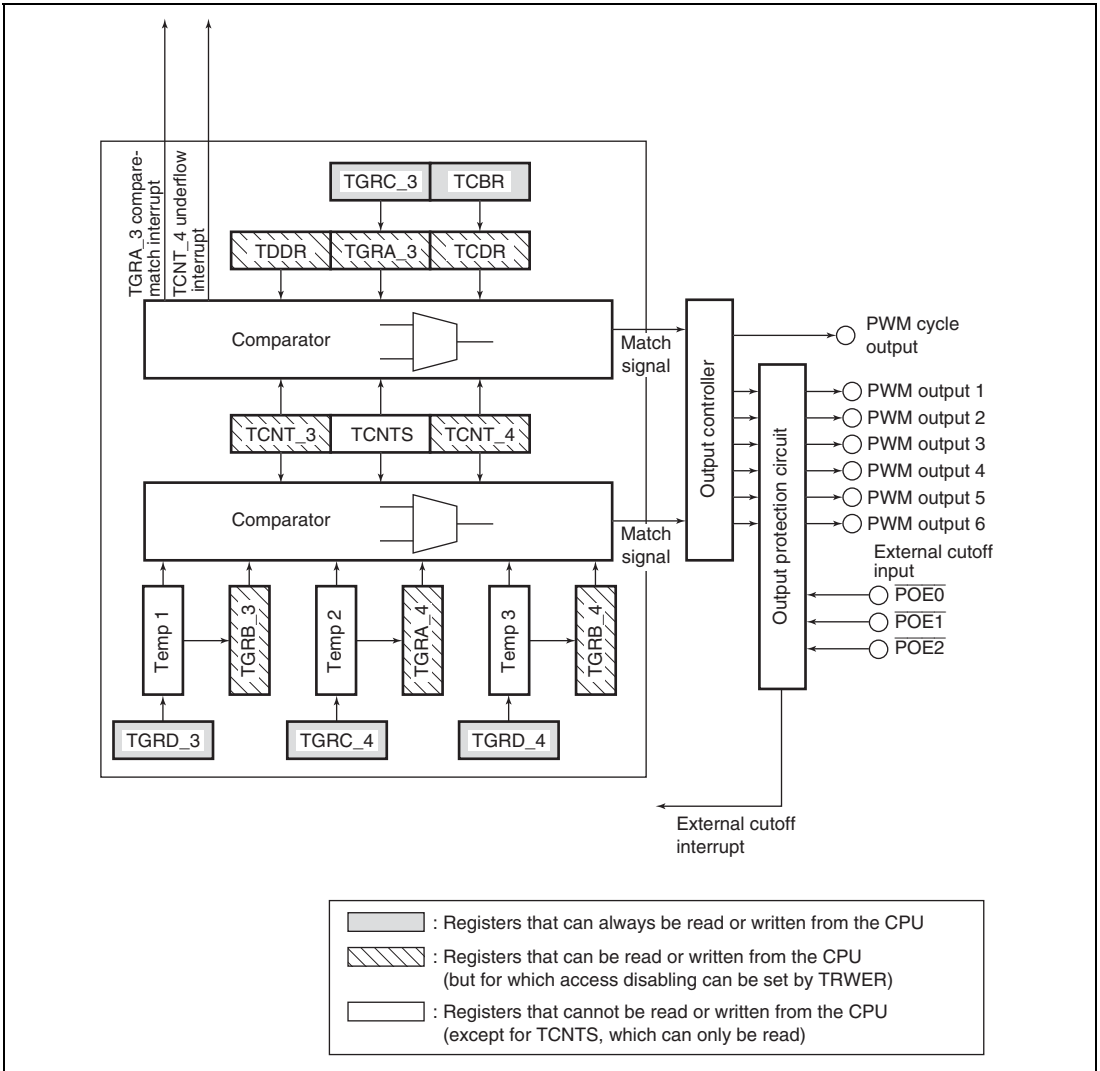 TGRA_3 compare-
match interrupt
TCNT_4 underflow
interrupt
TGRC_3
TCBR
TDDR
TGRA_3
TCDR
Comparator
Match
signal
TCNT_3
TCNTS
TCNT_4
Comparator
Match
signal
Temp 1
TGRB_3
Temp 2
TGRA_4
Temp 3
TGRB_4
TGRD_3
TGRC_4
TGRD_4
Output controller
Output protection circuit
PWM cycle
output
PWM output 1
PWM output 2
PWM output 3
PWM output 4
PWM output 5
PWM output 6
External cutoff
input
POE0
POE1
POE2
External cutoff
interrupt
: Registers that can always be read or written from the CPU
: Registers that can be read or written from the CPU
(but for which access disabling can be set by TRWER)
: Registers that cannot be read or written from the CPU
(except for TCNTS, which can only be read)